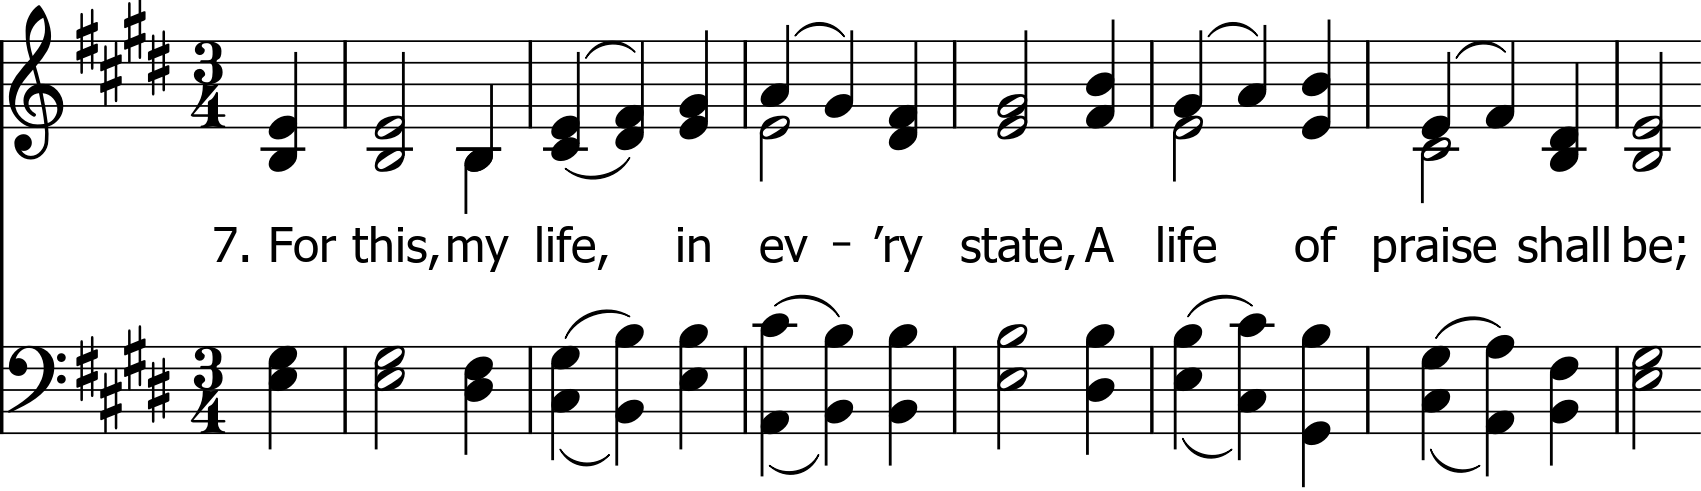 7. For this, my life, in ev - ’ry state, A life of praise shall be;